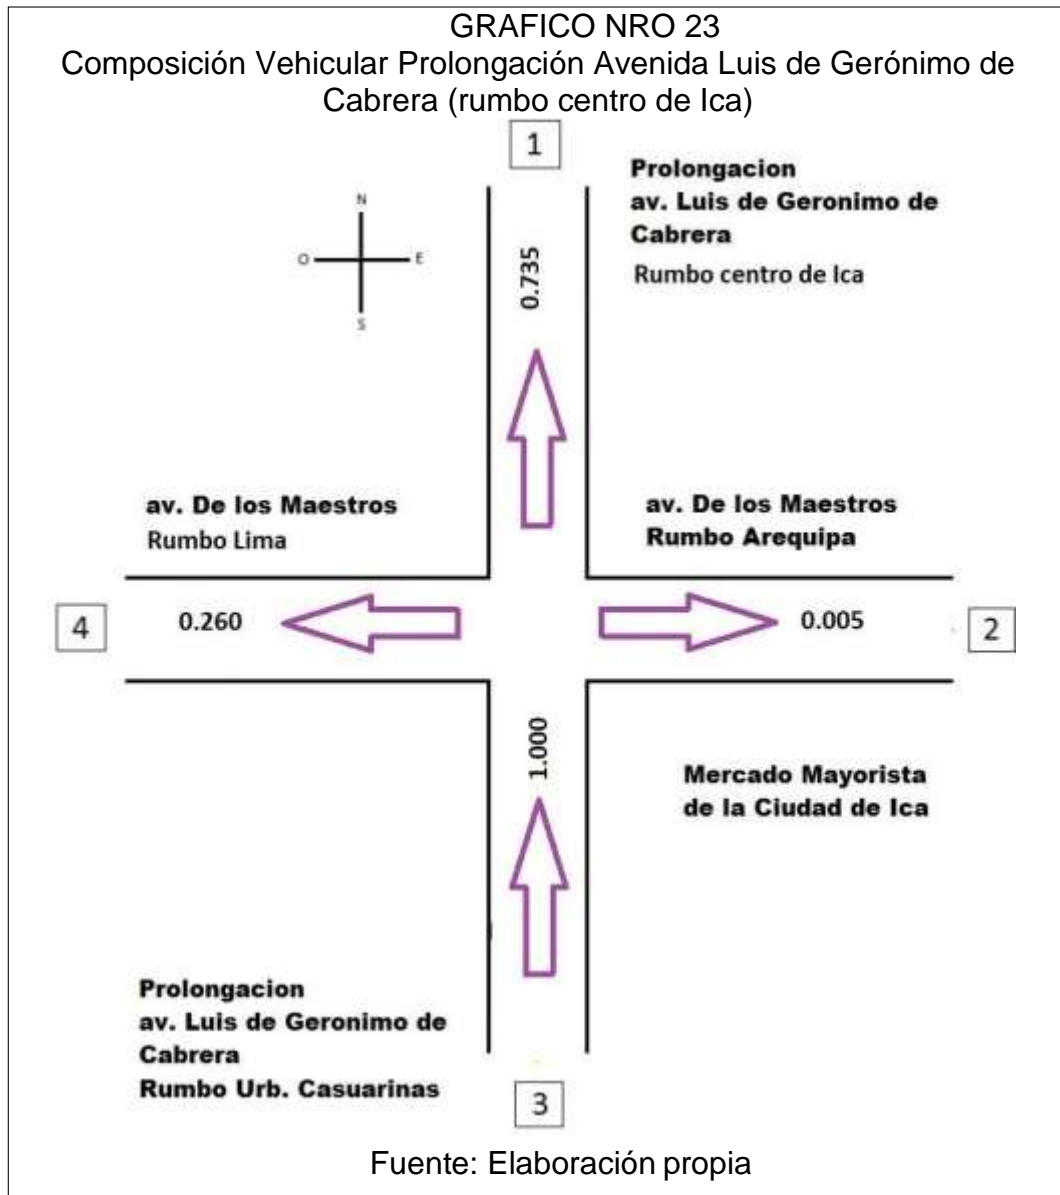 GRAFICO NRO 23
Composición Vehicular Prolongación Avenida Luis de Gerónimo de
Cabrera (rumbo centro de Ica)
1
Prolongacion
av. Luis de Geronimo de
Cabrera
Rumbo centro de Ica
N
O
E
S
0.735
av. De los Maestros
Rumbo Lima
av. De los Maestros
Rumbo Arequipa
4
0.260
0.005
2
1.000
Mercado Mayorista
de la Ciudad de Ica
Prolongacion
av. Luis de Geronimo de
Cabrera
Rumbo Urb. Casuarinas
3
Fuente: Elaboración propia